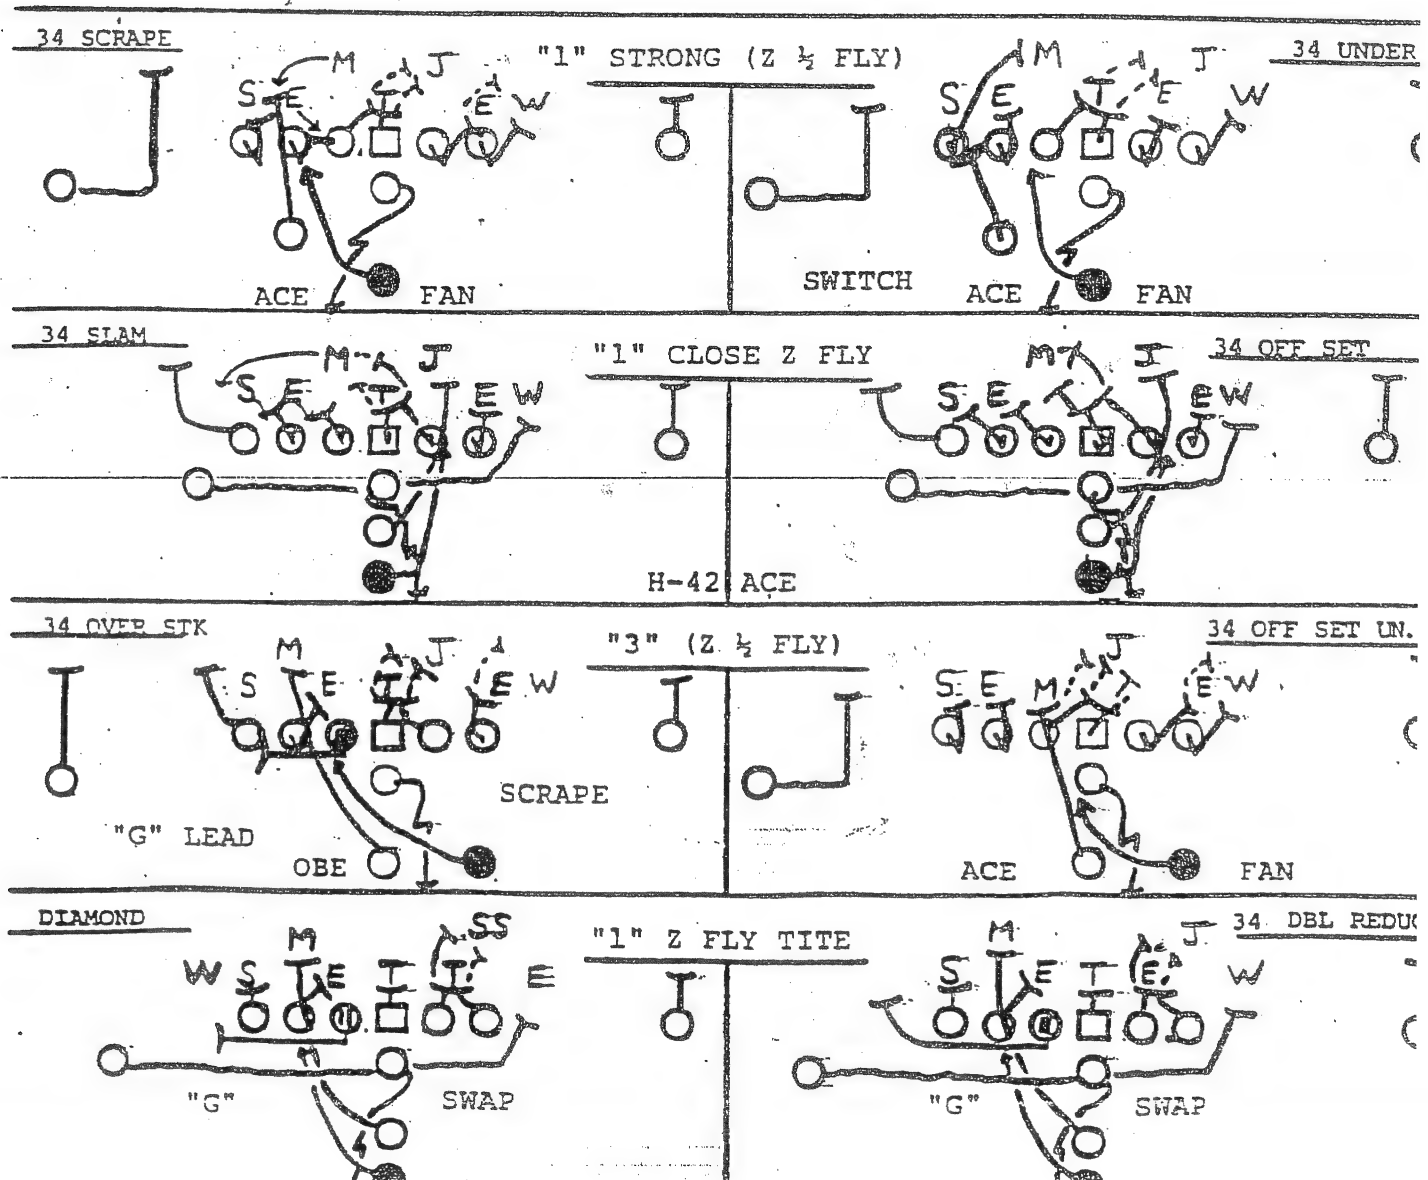 34 SCRAPE
"1" STRONG (Z ½ FLY)
34 UNDER
M J
S E E W
M J
S E T E W
ACE FAN
SWITCH ACE FAN
34 SLAM
"1" CLOSE Z FLY
34 OFF SET
M J
S E T E W
M J
S E E W
H-42 ACE
34 OVER STK
"3" (Z ½ FLY)
34 OFF SET UN.
M J
S E T E W
J
S E M T E W
SCRAPE
"G" LEAD
OBE
ACE FAN
DIAMOND
"1" Z FLY TITE
34 DBL REDUC
M SS
W S E T T E
M J
S E T E W
"G" SWAP
"G" SWAP